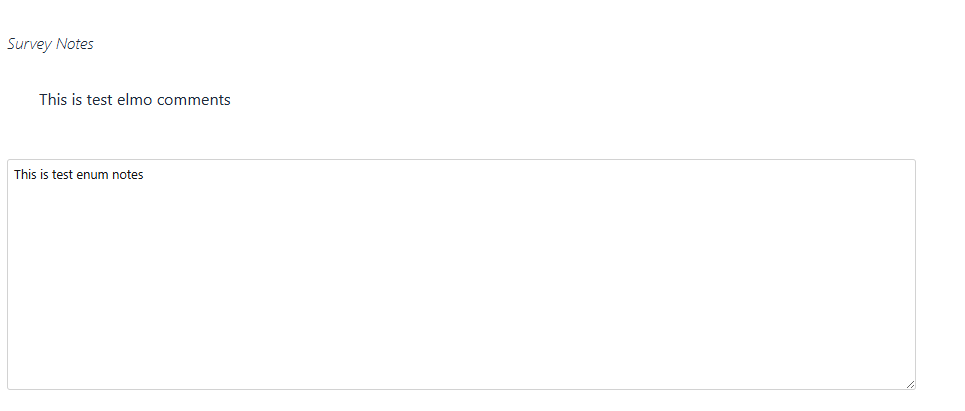 Survey Notes
This is test elmo comments
This is test enum notes